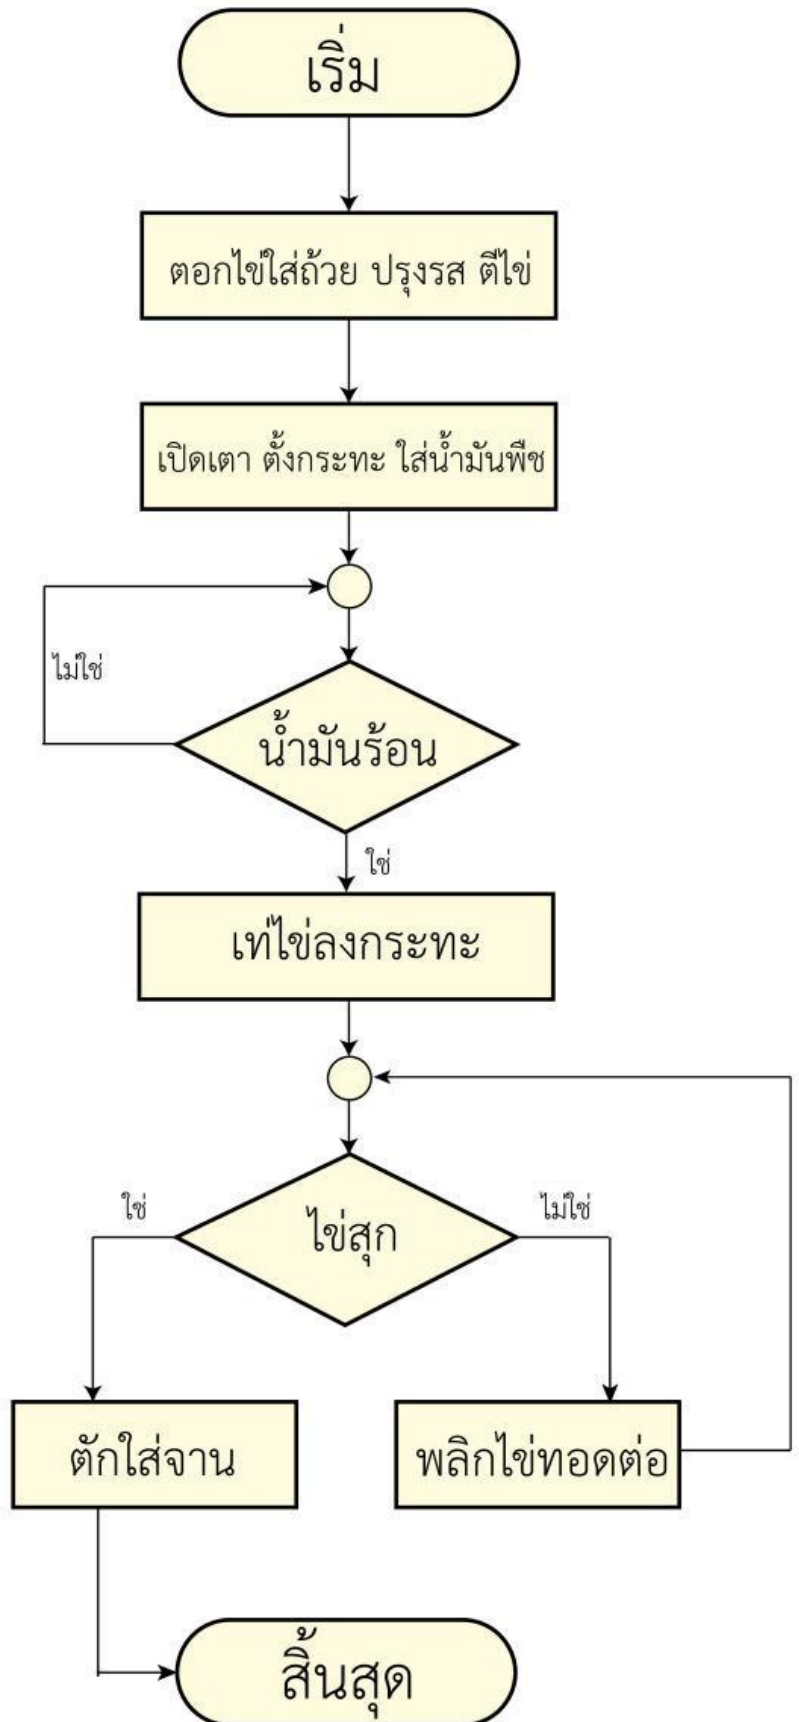 เริ่ม
ตอกไข่ใส่ถ้วย ปรุงรส ตีไข่
เปิดเตา ตั้งกระทะ ใส่น้ำมันพืช
ไม่ใช่
น้ำมันร้อน
ใช่
เท่ไข่ลงกระทะ
ใช่
ไม่ใช่
ไข่สุก
ตักใส่จาน
พลิกไข่ทอดต่อ
สิ้นสุด